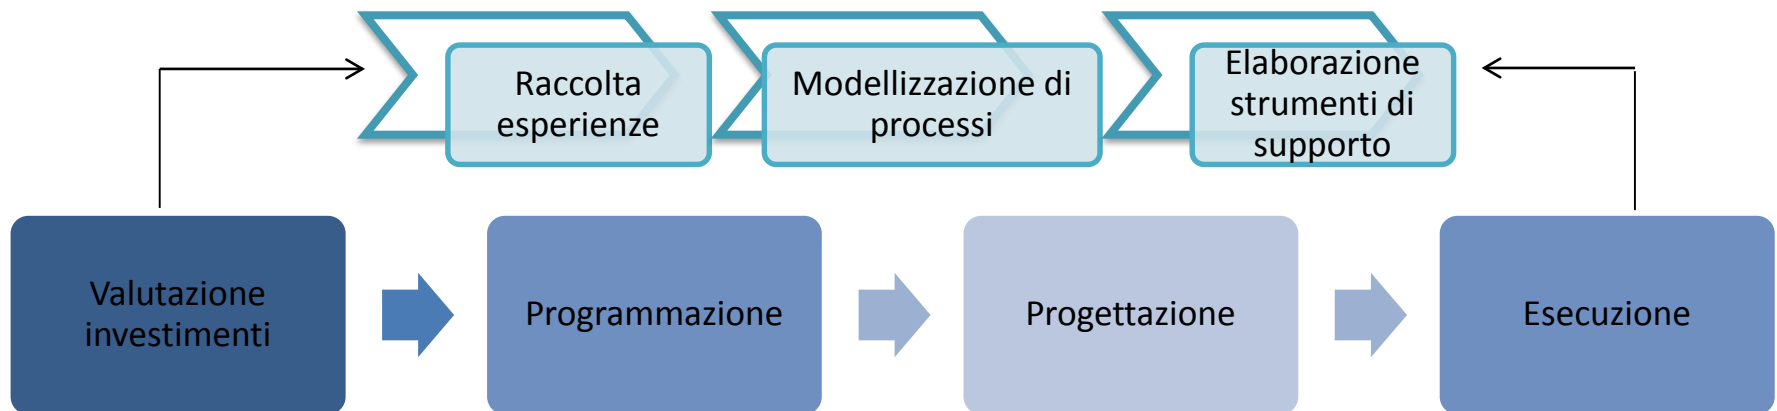 Raccolta
esperienze
Modellizzazione di
processi
Elaborazione
strumenti di
supporto
Valutazione
investimenti
Programmazione
Progettazione
Esecuzione